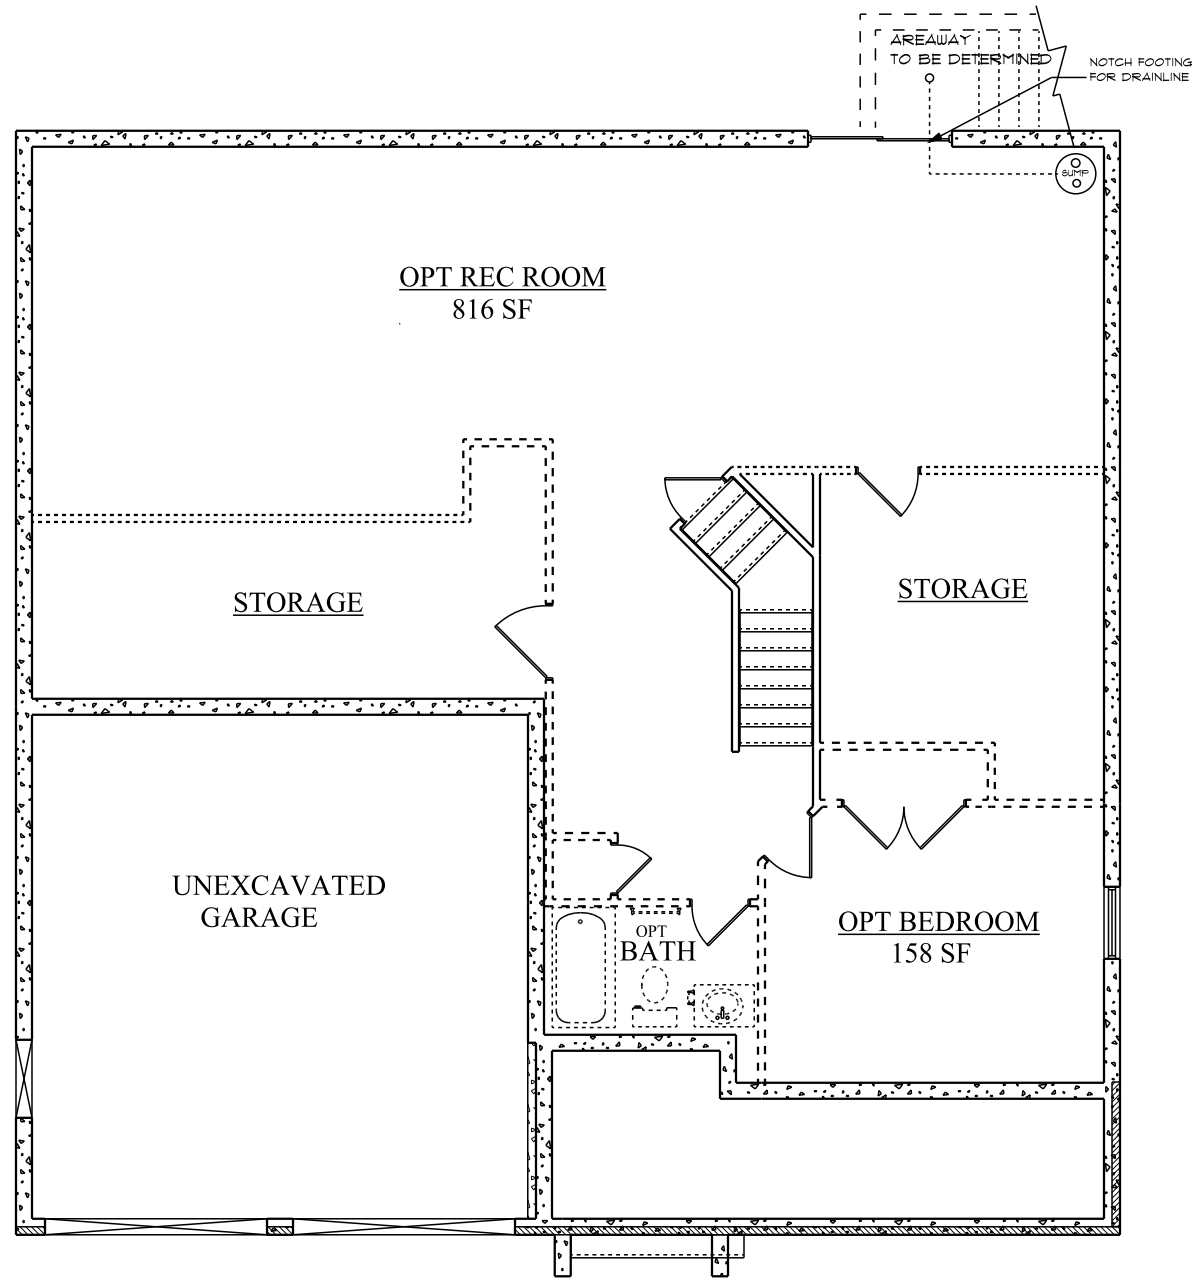 AREAWAY
TO BE DETERMINED
NOTCH FOOTING
FOR DRAINLINE
SUMP
OPT REC ROOM
816 SF
STORAGE
STORAGE
UNEXCAVATED
GARAGE
OPT
BATH
OPT BEDROOM
158 SF